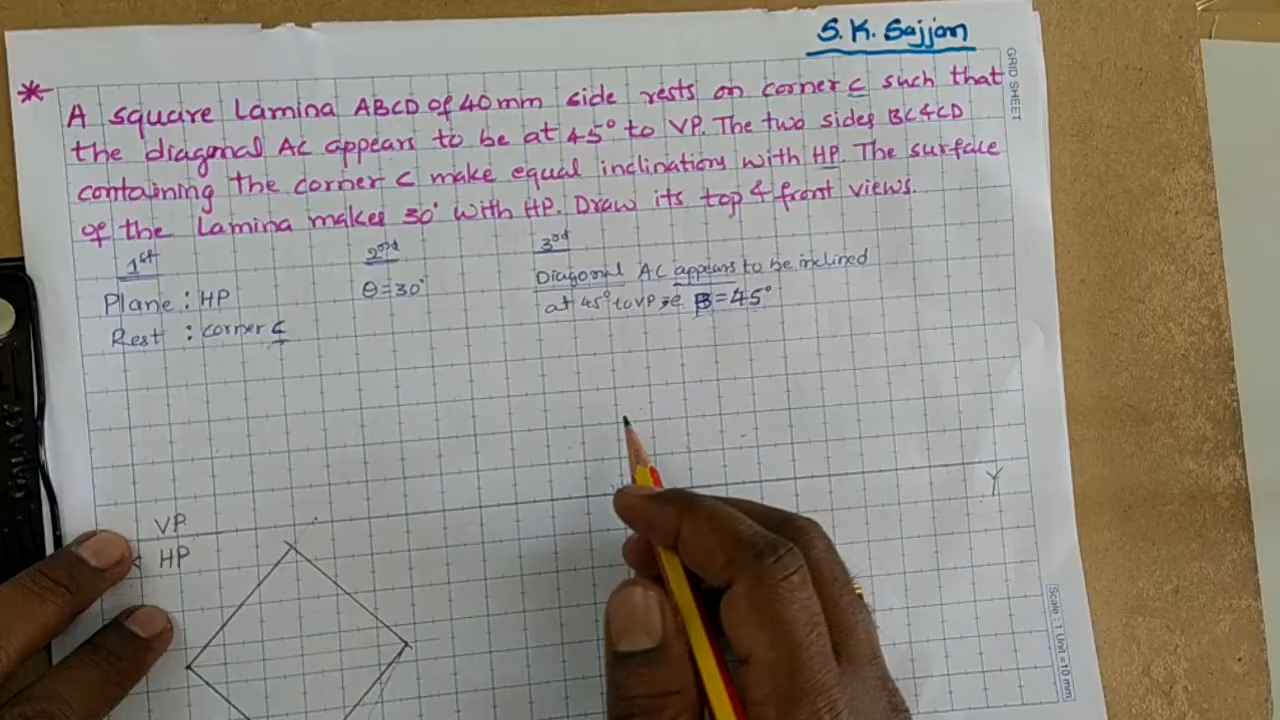 S. K. Sajjan
GRID SHEET
* A square Lamina ABCD of 40mm side rests on corner C such that
the diagonal AC appears to be at 45° to VP. The two sides BC & CD
containing the corner C make equal inclinations with HP. The surface
of the Lamina makes 30° with HP. Draw its top & front views.
1st 2nd 3rd
Plane : HP θ=30° Diagonal AC appears to be inclined
Rest : corner C at 45° to VP ie β=45°
Y
VP
HP
Scale : 1 Unit = 10 mm